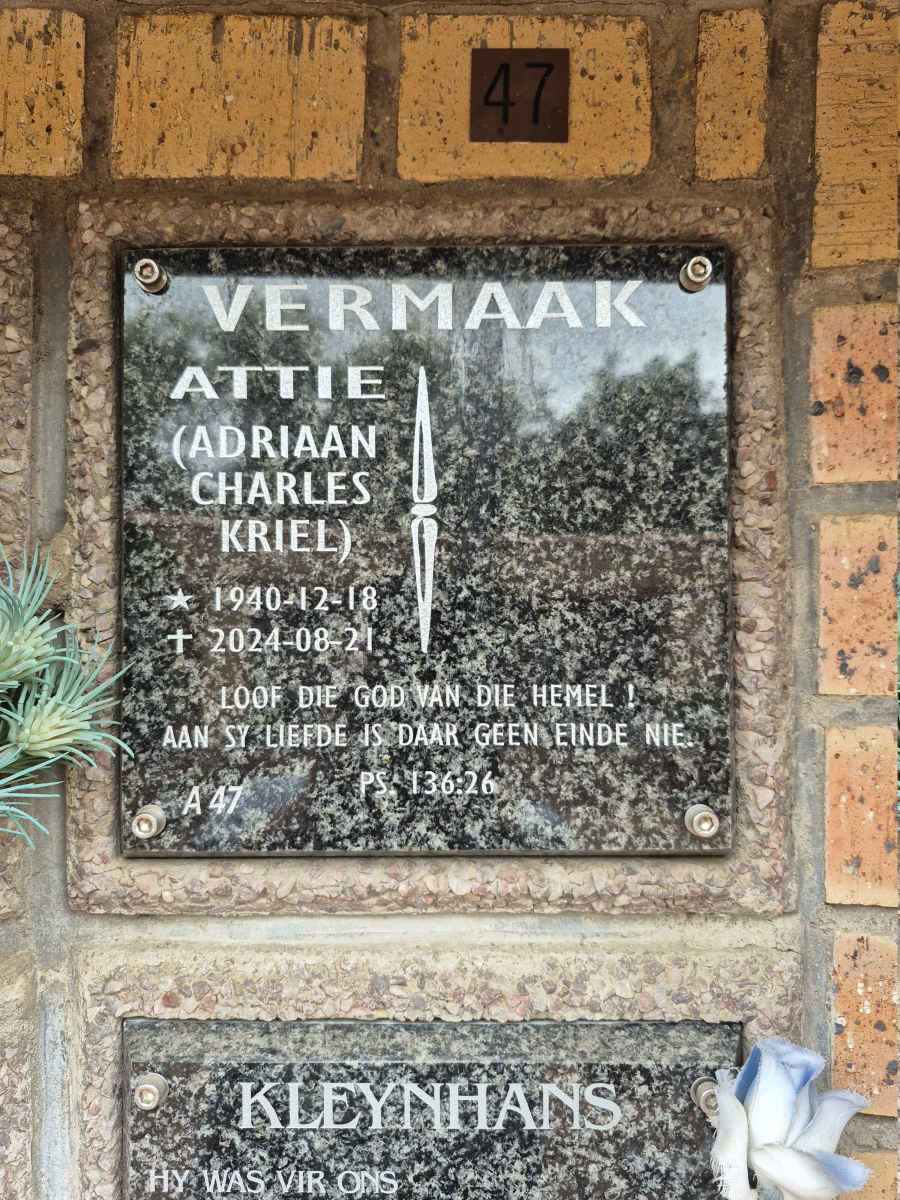 47
VERMAAK
ATTIE
(ADRIAAN
CHARLES
KRIEL)
★ 1940-12-18
✝ 2024-08-21
LOOF DIE GOD VAN DIE HEMEL !
AAN SY LIEFDE IS DAAR GEEN EINDE NIE.
PS. 136:26
A 47
KLEYNHANS
HY WAS VIR ONS